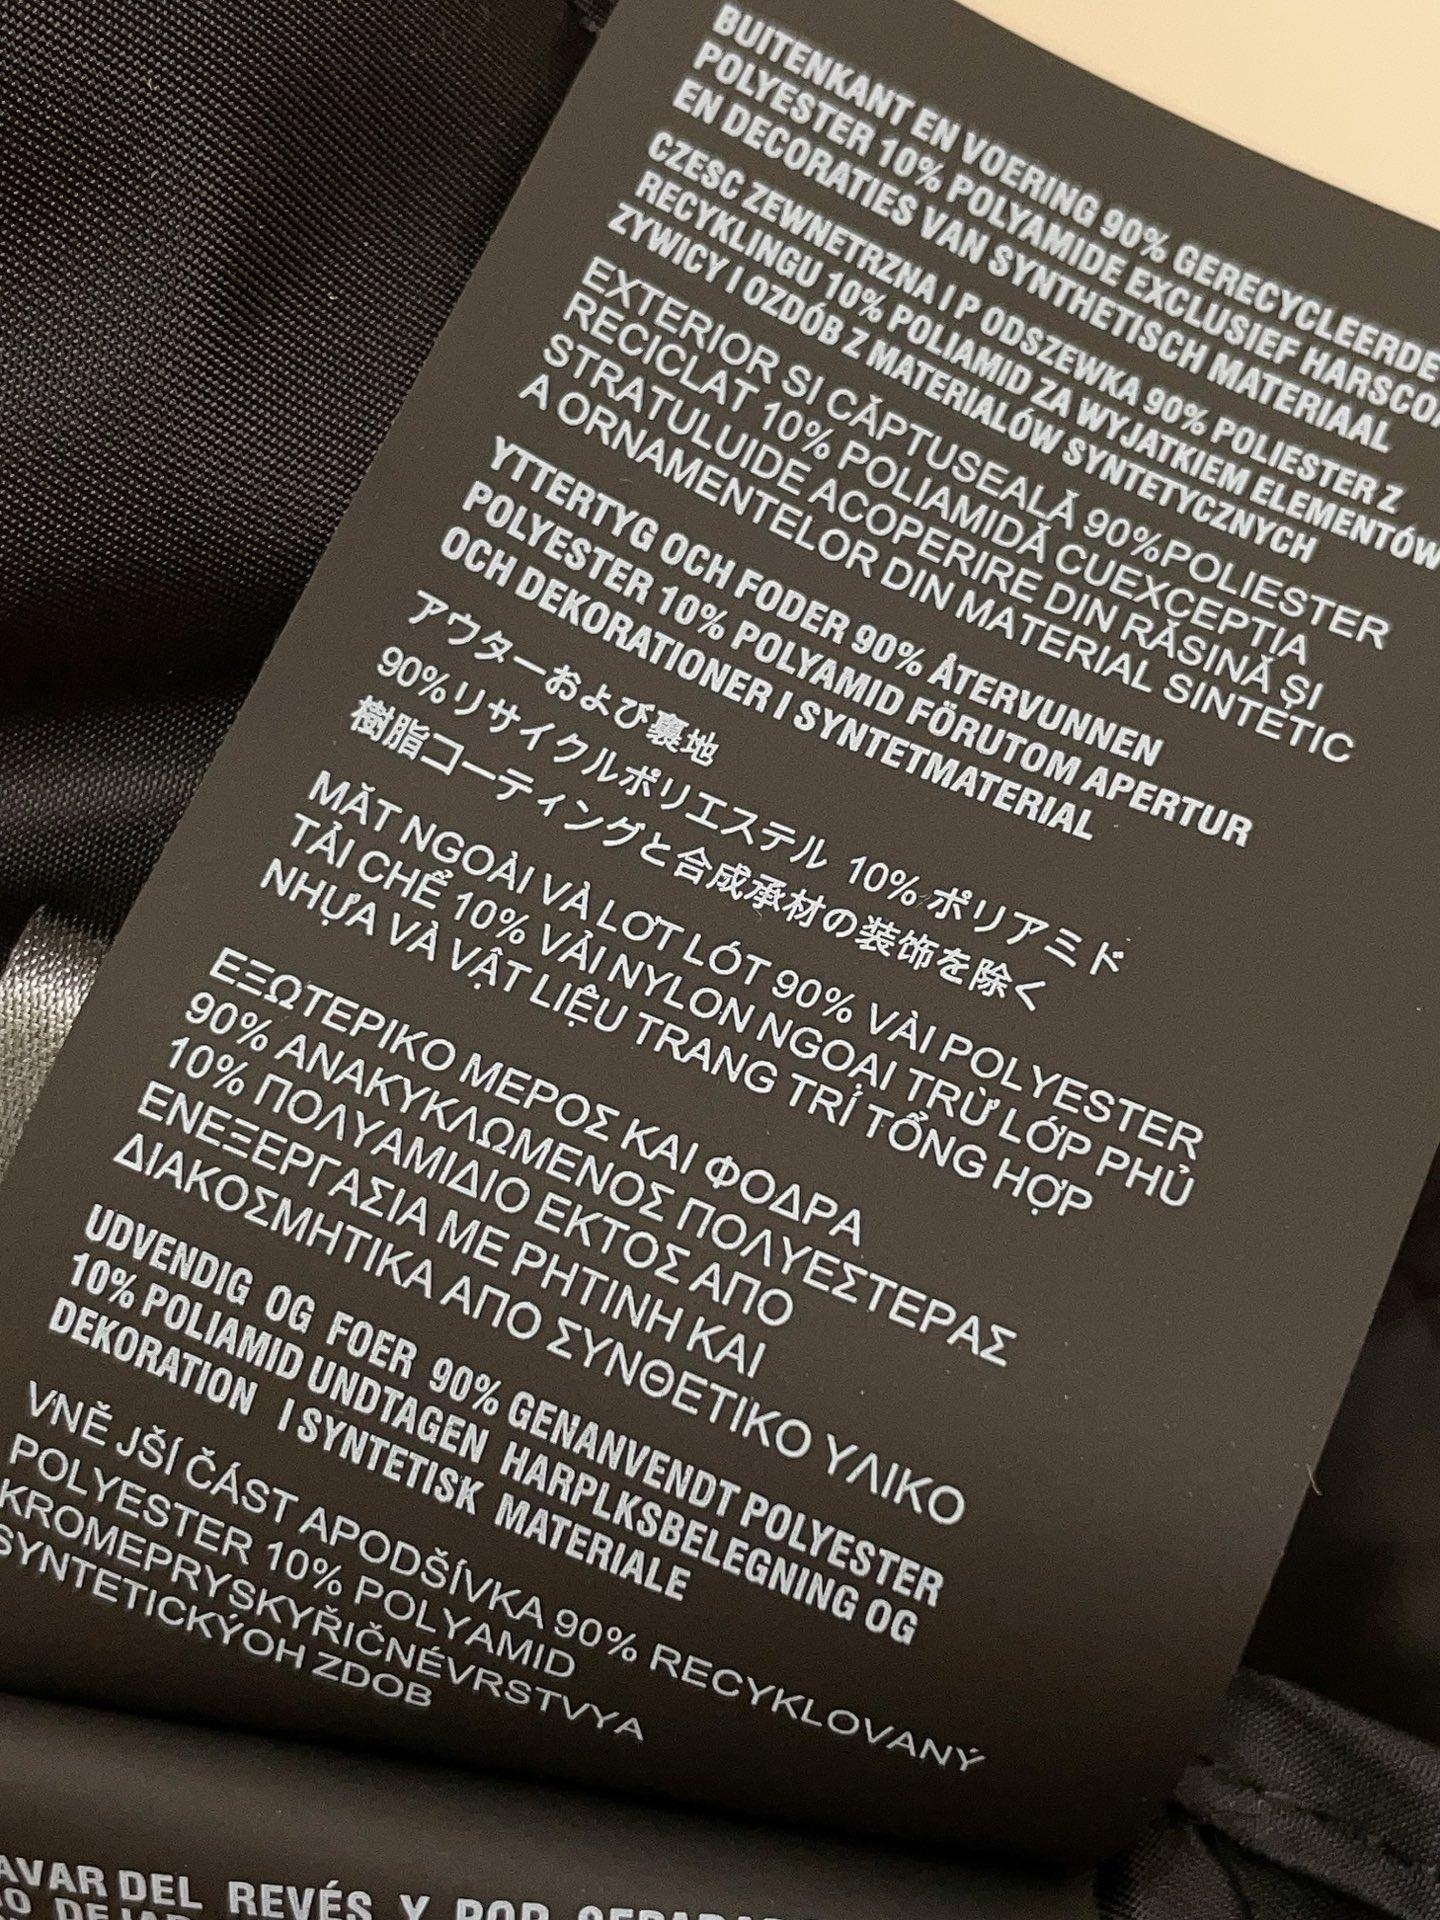 BUITENKANT EN VOERING 90% GERECYCLEERDE
POLYESTER 10% POLYAMIDE EXCLUSIEF
EN DECORATIES VAN SYNTHETISCH MATERIAAL
CZESC ZEWNETRZNA I P ODSZEWKA 90% POLIESTER Z
RECYKLINGU 10% POLIAMID ZA WYJATKIEM ELEMENTÓW
ZYWICY I OZDÓB Z MATERIALÓW SYNTETYCZNYCH
EXTERIOR SI CĂPTUSEALĂ 90%POLIESTER
RECICLAT 10% POLIAMIDĂ CUEXCEPTIA
STRATULUIDE ACOPERIRE DIN RĂSINĂ ȘI
A ORNAMENTELOR DIN MATERIAL SINTETIC
YTTERTYG OCH FODER 90% ÅTERVUNNEN
POLYESTER 10% POLYAMID FÖRUTOM APERTUR
OCH DEKORATIONER I SYNTETMATERIAL
アウターおよび裏地
90%リサイクルポリエステル 10% ポリアミド
樹脂コーティングと合成承材の装飾を除く
MĂT NGOÀI VÀ LƠT LÓT 90% VẢI POLYESTER
TẢI CHẾ 10% VẢI NYLON NGOẠI TRỪ LỚP PHỦ
NHỰA VÀ VẬT LIỆU TRANG TRÍ TỔNG HỢP
ΕΞΩΤΕΡΙΚΟ ΜΕΡΟΣ ΚΑΙ ΦΟΔΡΑ
90% ΑΝΑΚΥΚΛΩΜΕΝΟΣ ΠΟΛΥΕΣΤΕΡΑΣ
10% ΠΟΛΥΑΜΙΔΙΟ ΕΚΤΟΣ ΑΠΟ
ΕΝΕΞΕΡΓΑΣΙΑ ΜΕ ΡΗΤΙΝΗ ΚΑΙ
ΔΙΑΚΟΣΜΗΤΙΚΑ ΑΠΟ ΣΥΝΘΕΤΙΚΟ ΥΛΙΚΟ
UDVENDIG OG FOER 90% GENANVENDT POLYESTER
10% POLIAMID UNDTAGEN HARPLKSBELEGNING OG
DEKORATION I SYNTETISK MATERIALE
VNĚ JŠÍ ČÁST APODŠÍVKA 90% RECYKLOVANÝ
POLYESTER 10% POLYAMID
KROMEPRYSKYŘIČNÉVRSTVYA
SYNTETICKÝOH ZDOB
DEL REVÉS Y POR